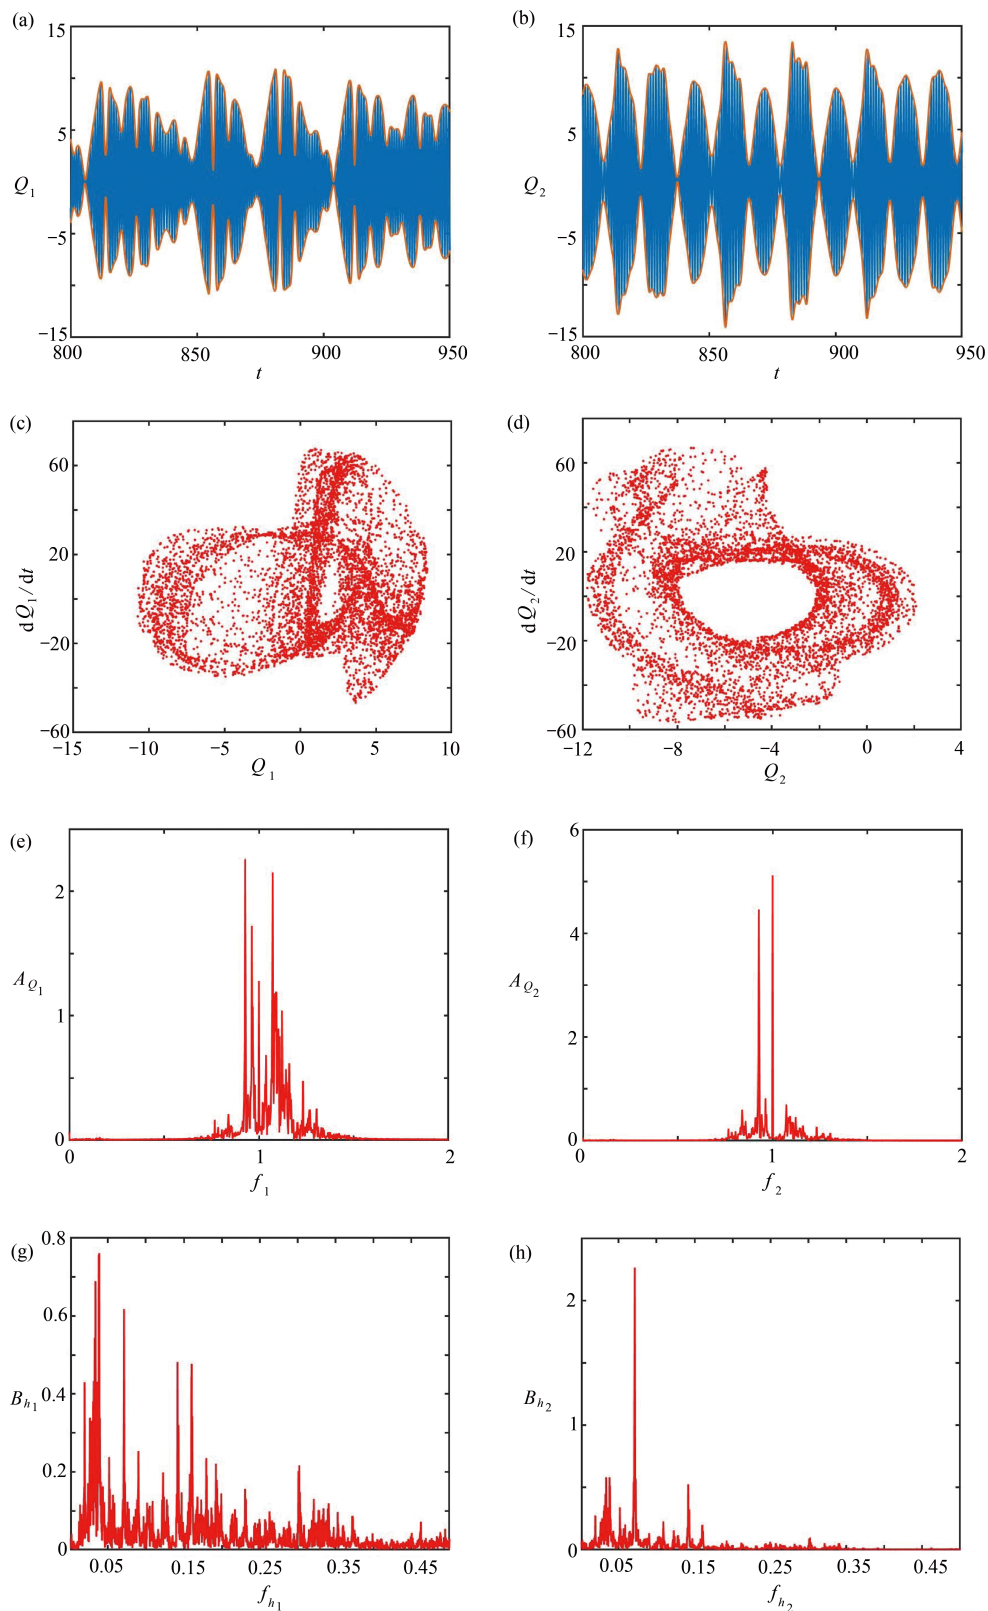 (a)
15
5
Q1
−5
−15
800 850 900 950
t
(b)
15
5
Q2
−5
−15
800 850 900 950
t
(c)
60
20
dQ1/dt
−20
−60
−15 −10 −5 0 5 10
Q1
(d)
60
20
dQ2/dt
−20
−60
−12 −8 −4 0 4
Q2
(e)
2
AQ1
1
0
0 1 2
f1
(f)
6
4
AQ2
2
0
0 1 2
f2
(g)
0.8
0.6
Bh1
0.4
0.2
0
0.05 0.15 0.25 0.35 0.45
fh1
(h)
2
Bh2
1
0
0.05 0.15 0.25 0.35 0.45
fh2